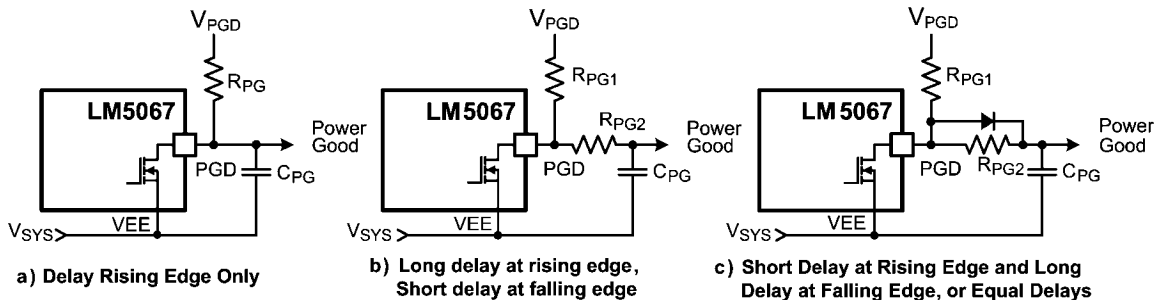 VPGD
RPG
LM5067
Power
Good
PGD
CPG
VEE
VSYS
a) Delay Rising Edge Only
VPGD
RPG1
LM5067
RPG2
Power
Good
PGD
CPG
VEE
VSYS
b) Long delay at rising edge,
Short delay at falling edge
VPGD
RPG1
LM5067
Power
Good
PGD
RPG2
CPG
VEE
VSYS
c) Short Delay at Rising Edge and Long
Delay at Falling Edge, or Equal Delays